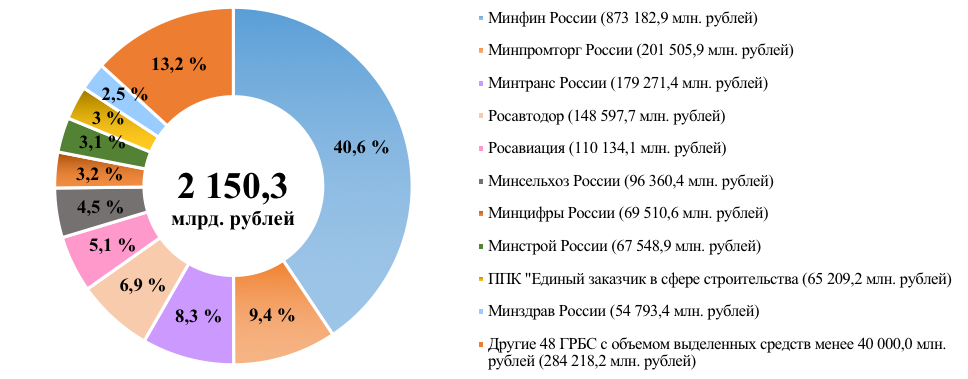 13,2 %
2,5 %
3 %
3,1 %
3,2 %
4,5 %
5,1 %
6,9 %
8,3 %
9,4 %
40,6 %
2 150,3
млрд. рублей
Минфин России (873 182,9 млн. рублей)
Минпромторг России (201 505,9 млн. рублей)
Минтранс России (179 271,4 млн. рублей)
Росавтодор (148 597,7 млн. рублей)
Росавиация (110 134,1 млн. рублей)
Минсельхоз России (96 360,4 млн. рублей)
Минцифры России (69 510,6 млн. рублей)
Минстрой России (67 548,9 млн. рублей)
ППК "Единый заказчик в сфере строительства (65 209,2 млн. рублей)
Минздрав России (54 793,4 млн. рублей)
Другие 48 ГРБС с объемом выделенных средств менее 40 000,0 млн.
рублей (284 218,2 млн. рублей)